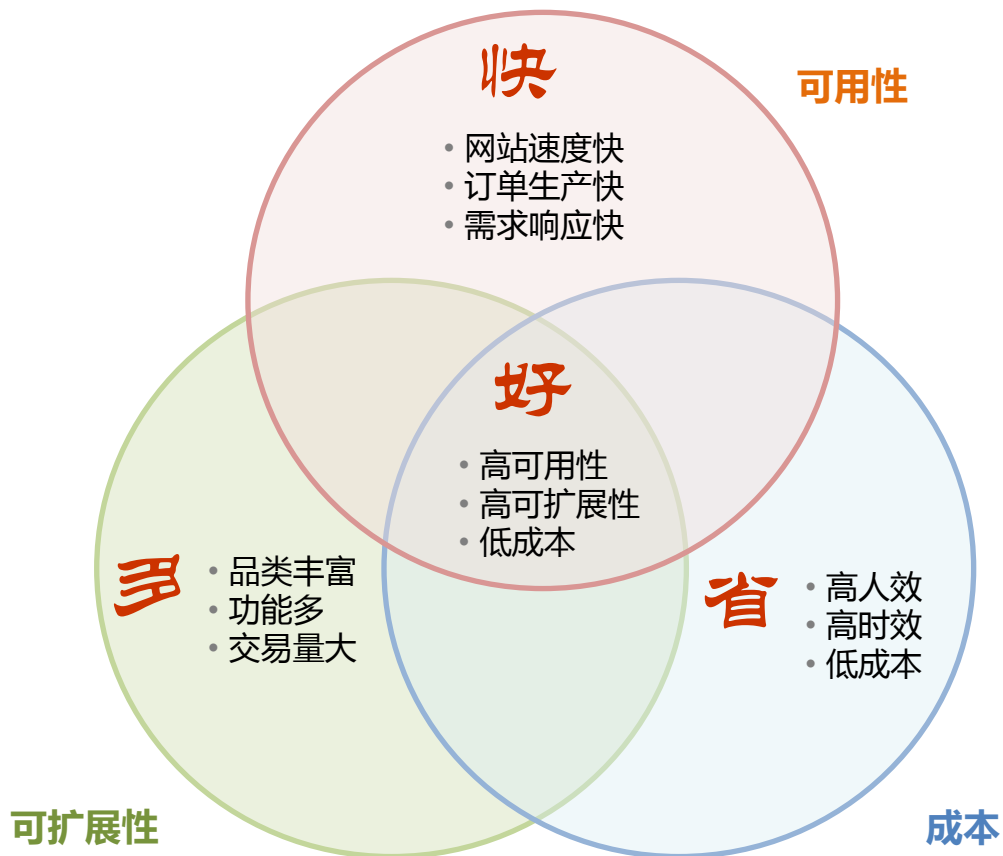 快
可用性
• 网站速度快
• 订单生产快
• 需求响应快
好
• 高可用性
• 高可扩展性
• 低成本
多
• 品类丰富
• 功能多
• 交易量大
省
• 高人效
• 高时效
• 低成本
可扩展性
成本